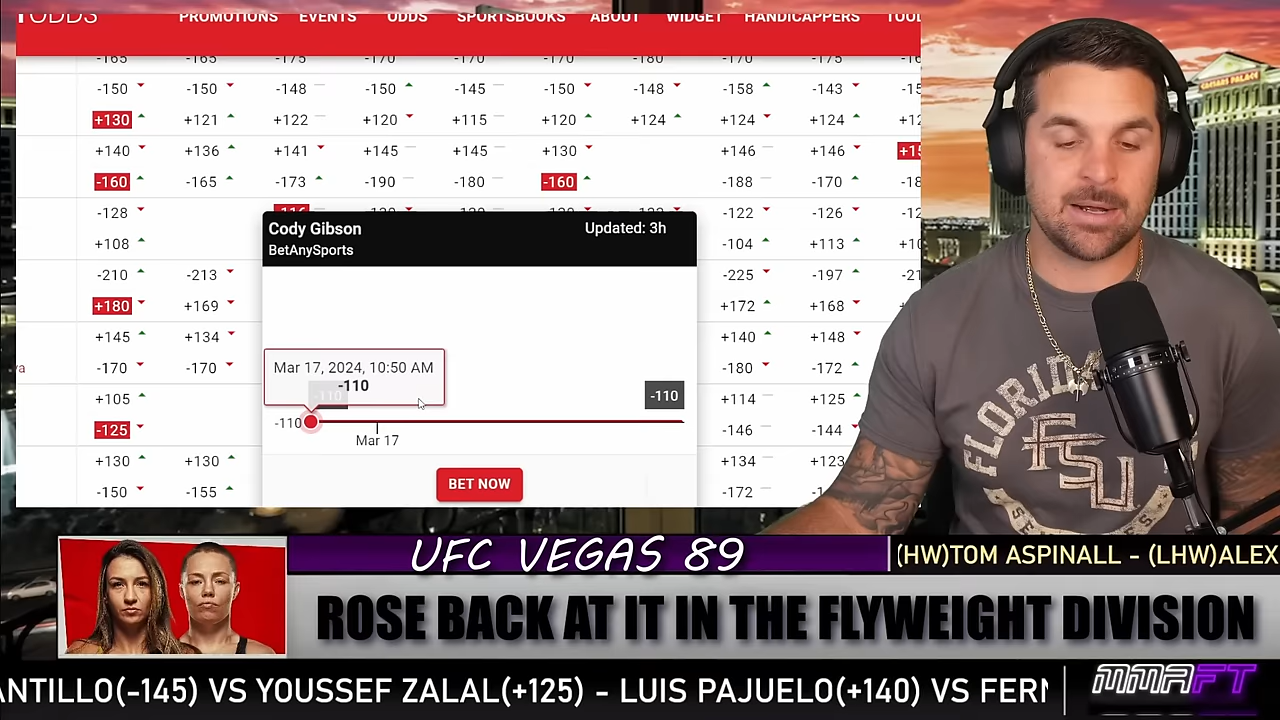 ODDS PROMOTIONS EVENTS ODDS SPORTSBOOKS ABOUT WIDGET HANDICAPPERS
-165 -165 -175 -170 -170 -180 -170 -175
-150 -150 -148 -150 -145 -150 -148 -158 -143
+130 +121 +122 +120 +115 +120 +124 +124 +124
+140 +136 +141 +145 +145 +130 +146 +146
-160 -165 -173 -190 -180 -160 -188 -170
-128 -122 -126
+108 -104 +113
-210 -213 -225 -197
+180 +169 +172 +168
+145 +134 +140 +148
-170 -170 -180 -172
+105 +114 +125
-125 -146 -144
+130 +130 +134 +123
-150 -155 -172
Cody Gibson Updated: 3h
BetAnySports
Mar 17, 2024, 10:50 AM
-110
-110
-110
Mar 17
BET NOW
CAESARS PALACE
FLORIDA
FSU
UFC VEGAS 89
(HW)TOM ASPINALL - (LHW)ALEX
ROSE BACK AT IT IN THE FLYWEIGHT DIVISION
ANTILLO(-145) VS YOUSSEF ZALAL(+125) - LUIS PAJUELO(+140) VS
MMAFT